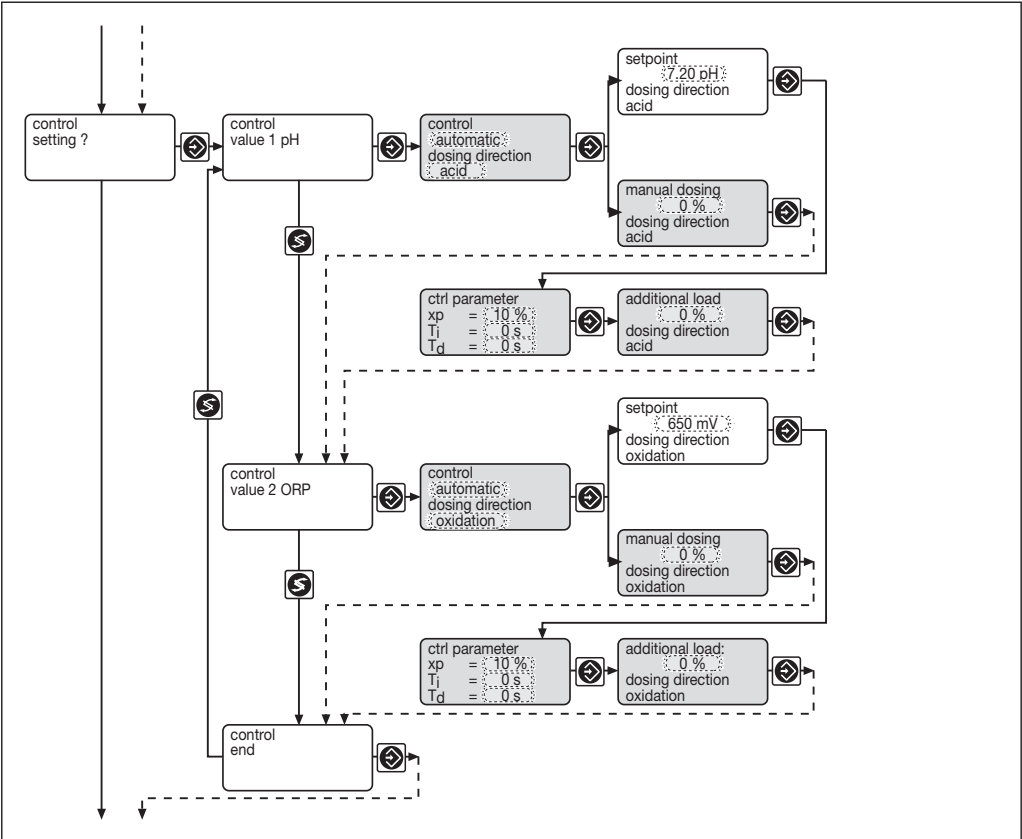 control
setting ?
control
value 1 pH
control
automatic
dosing direction
acid
setpoint
7.20 pH
dosing direction
acid
manual dosing
0 %
dosing direction
acid
ctrl parameter
xp = 10 %
Ti = 0 s
Td = 0 s
additional load
0 %
dosing direction
acid
control
value 2 ORP
control
automatic
dosing direction
oxidation
setpoint
650 mV
dosing direction
oxidation
manual dosing
0 %
dosing direction
oxidation
ctrl parameter
xp = 10 %
Ti = 0 s
Td = 0 s
additional load:
0 %
dosing direction
oxidation
control
end